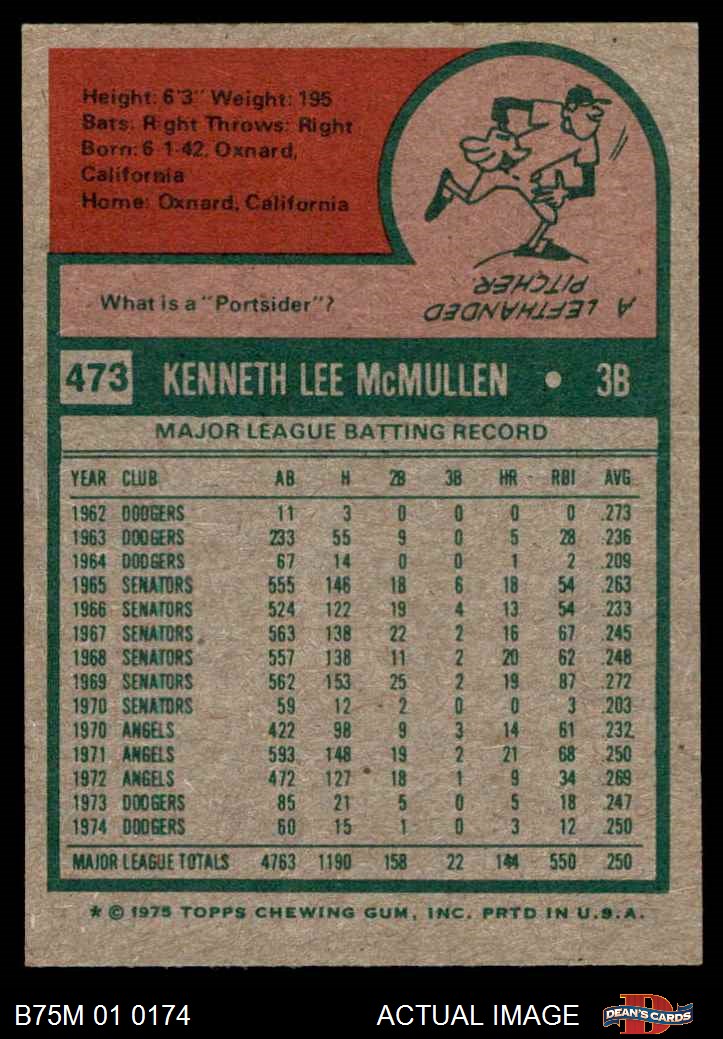 Height: 6'3" Weight: 195
Bats: Right Throws: Right
Born: 6-1-42, Oxnard,
California
Home: Oxnard, California
What is a "Portsider"?
A LEFTHANDED
PITCHER
473 KENNETH LEE McMULLEN • 3B
MAJOR LEAGUE BATTING RECORD
YEAR CLUB AB H 2B 3B HR RBI AVG.
1962 DODGERS 11 3 0 0 0 0 .273
1963 DODGERS 233 55 9 0 5 28 .236
1964 DODGERS 67 14 0 0 1 2 .209
1965 SENATORS 555 146 18 6 18 54 .263
1966 SENATORS 524 122 19 4 13 54 .233
1967 SENATORS 563 138 22 2 16 67 .245
1968 SENATORS 557 138 11 2 20 62 .248
1969 SENATORS 562 153 25 2 19 87 .272
1970 SENATORS 59 12 2 0 0 3 .203
1970 ANGELS 422 98 9 3 14 61 .232
1971 ANGELS 593 148 19 2 21 68 .250
1972 ANGELS 472 127 18 1 9 34 .269
1973 DODGERS 85 21 5 0 5 18 .247
1974 DODGERS 60 15 1 0 3 12 .250
MAJOR LEAGUE TOTALS 4763 1190 158 22 144 550 .250
* © 1975 TOPPS CHEWING GUM, INC. PRTD IN U.S.A.
B75M 01 0174 ACTUAL IMAGE
D
DEAN'S CARDS